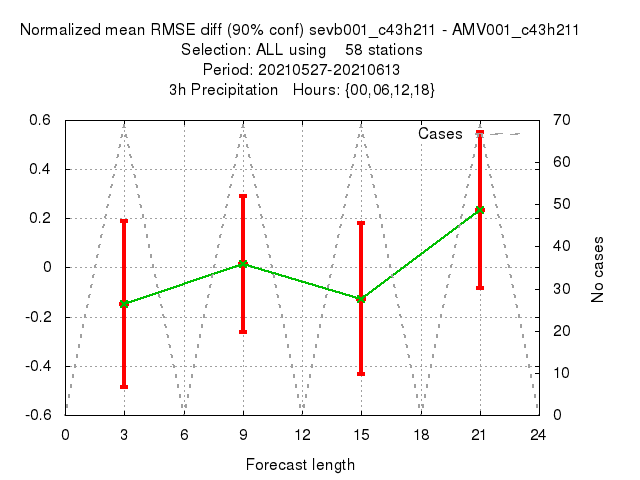 Normalized mean RMSE diff (90% conf) sevb001_c43h211 - AMV001_c43h211
Selection: ALL using    58 stations
Period: 20210527-20210613
3h Precipitation   Hours: {00,06,12,18}
Cases
0.6
0.4
0.2
0
-0.2
-0.4
-0.6
70
60
50
40
30
20
10
0
No cases
0 3 6 9 12 15 18 21 24
Forecast length